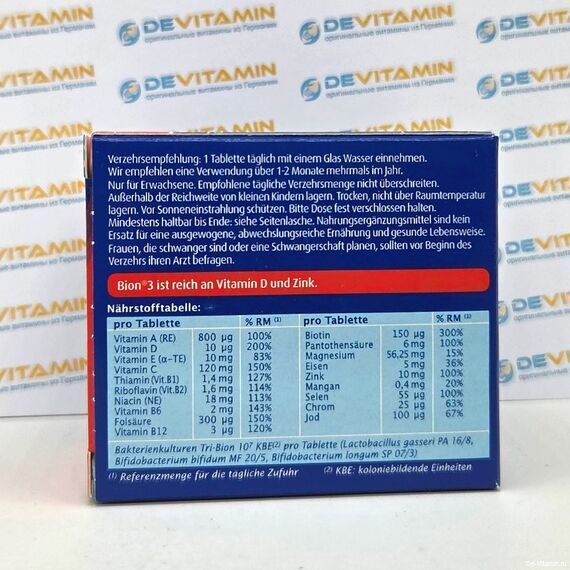 DEVITAMIN
оригинальные витамины из Германии
Verzehrsempfehlung: 1 Tablette täglich mit einem Glas Wasser einnehmen.
Wir empfehlen eine Verwendung über 1-2 Monate mehrmals im Jahr.
Nur für Erwachsene. Empfohlene tägliche Verzehrsmenge nicht überschreiten.
Außerhalb der Reichweite von kleinen Kindern lagern. Trocken, nicht über Raumtemperatur
lagern. Vor Sonneneinstrahlung schützen. Bitte Dose fest verschlossen halten.
Mindestens haltbar bis Ende: siehe Seitenlasche. Nahrungsergänzungsmittel sind kein
Ersatz für eine ausgewogene, abwechslungsreiche Ernährung und gesunde Lebensweise.
Frauen, die schwanger sind oder eine Schwangerschaft planen, sollten vor Beginn des
Verzehrs ihren Arzt befragen.
Bion®3 ist reich an Vitamin D und Zink.
Nährstofftabelle:
pro Tablette % RM (1)
Vitamin A (RE) 800 µg 100%
Vitamin D 10 µg 200%
Vitamin E (α-TE) 10 mg 83%
Vitamin C 120 mg 150%
Thiamin (Vit.B1) 1,4 mg 127%
Riboflavin (Vit.B2) 1,6 mg 114%
Niacin (NE) 18 mg 113%
Vitamin B6 2 mg 143%
Folsäure 300 µg 150%
Vitamin B12 3 µg 120%
pro Tablette % RM (1)
Biotin 150 µg 300%
Pantothensäure 6 mg 100%
Magnesium 56,25 mg 15%
Eisen 5 mg 36%
Zink 10 mg 100%
Mangan 0,4 mg 20%
Selen 55 µg 100%
Chrom 25 µg 63%
Jod 100 µg 67%
Bakterienkulturen Tri-Bion 10⁷ KBE(2) pro Tablette (Lactobacillus gasseri PA 16/8,
Bifidobacterium bifidum MF 20/5, Bifidobacterium longum SP 07/3)
(1) Referenzmenge für die tägliche Zufuhr (2) KBE: koloniebildende Einheiten